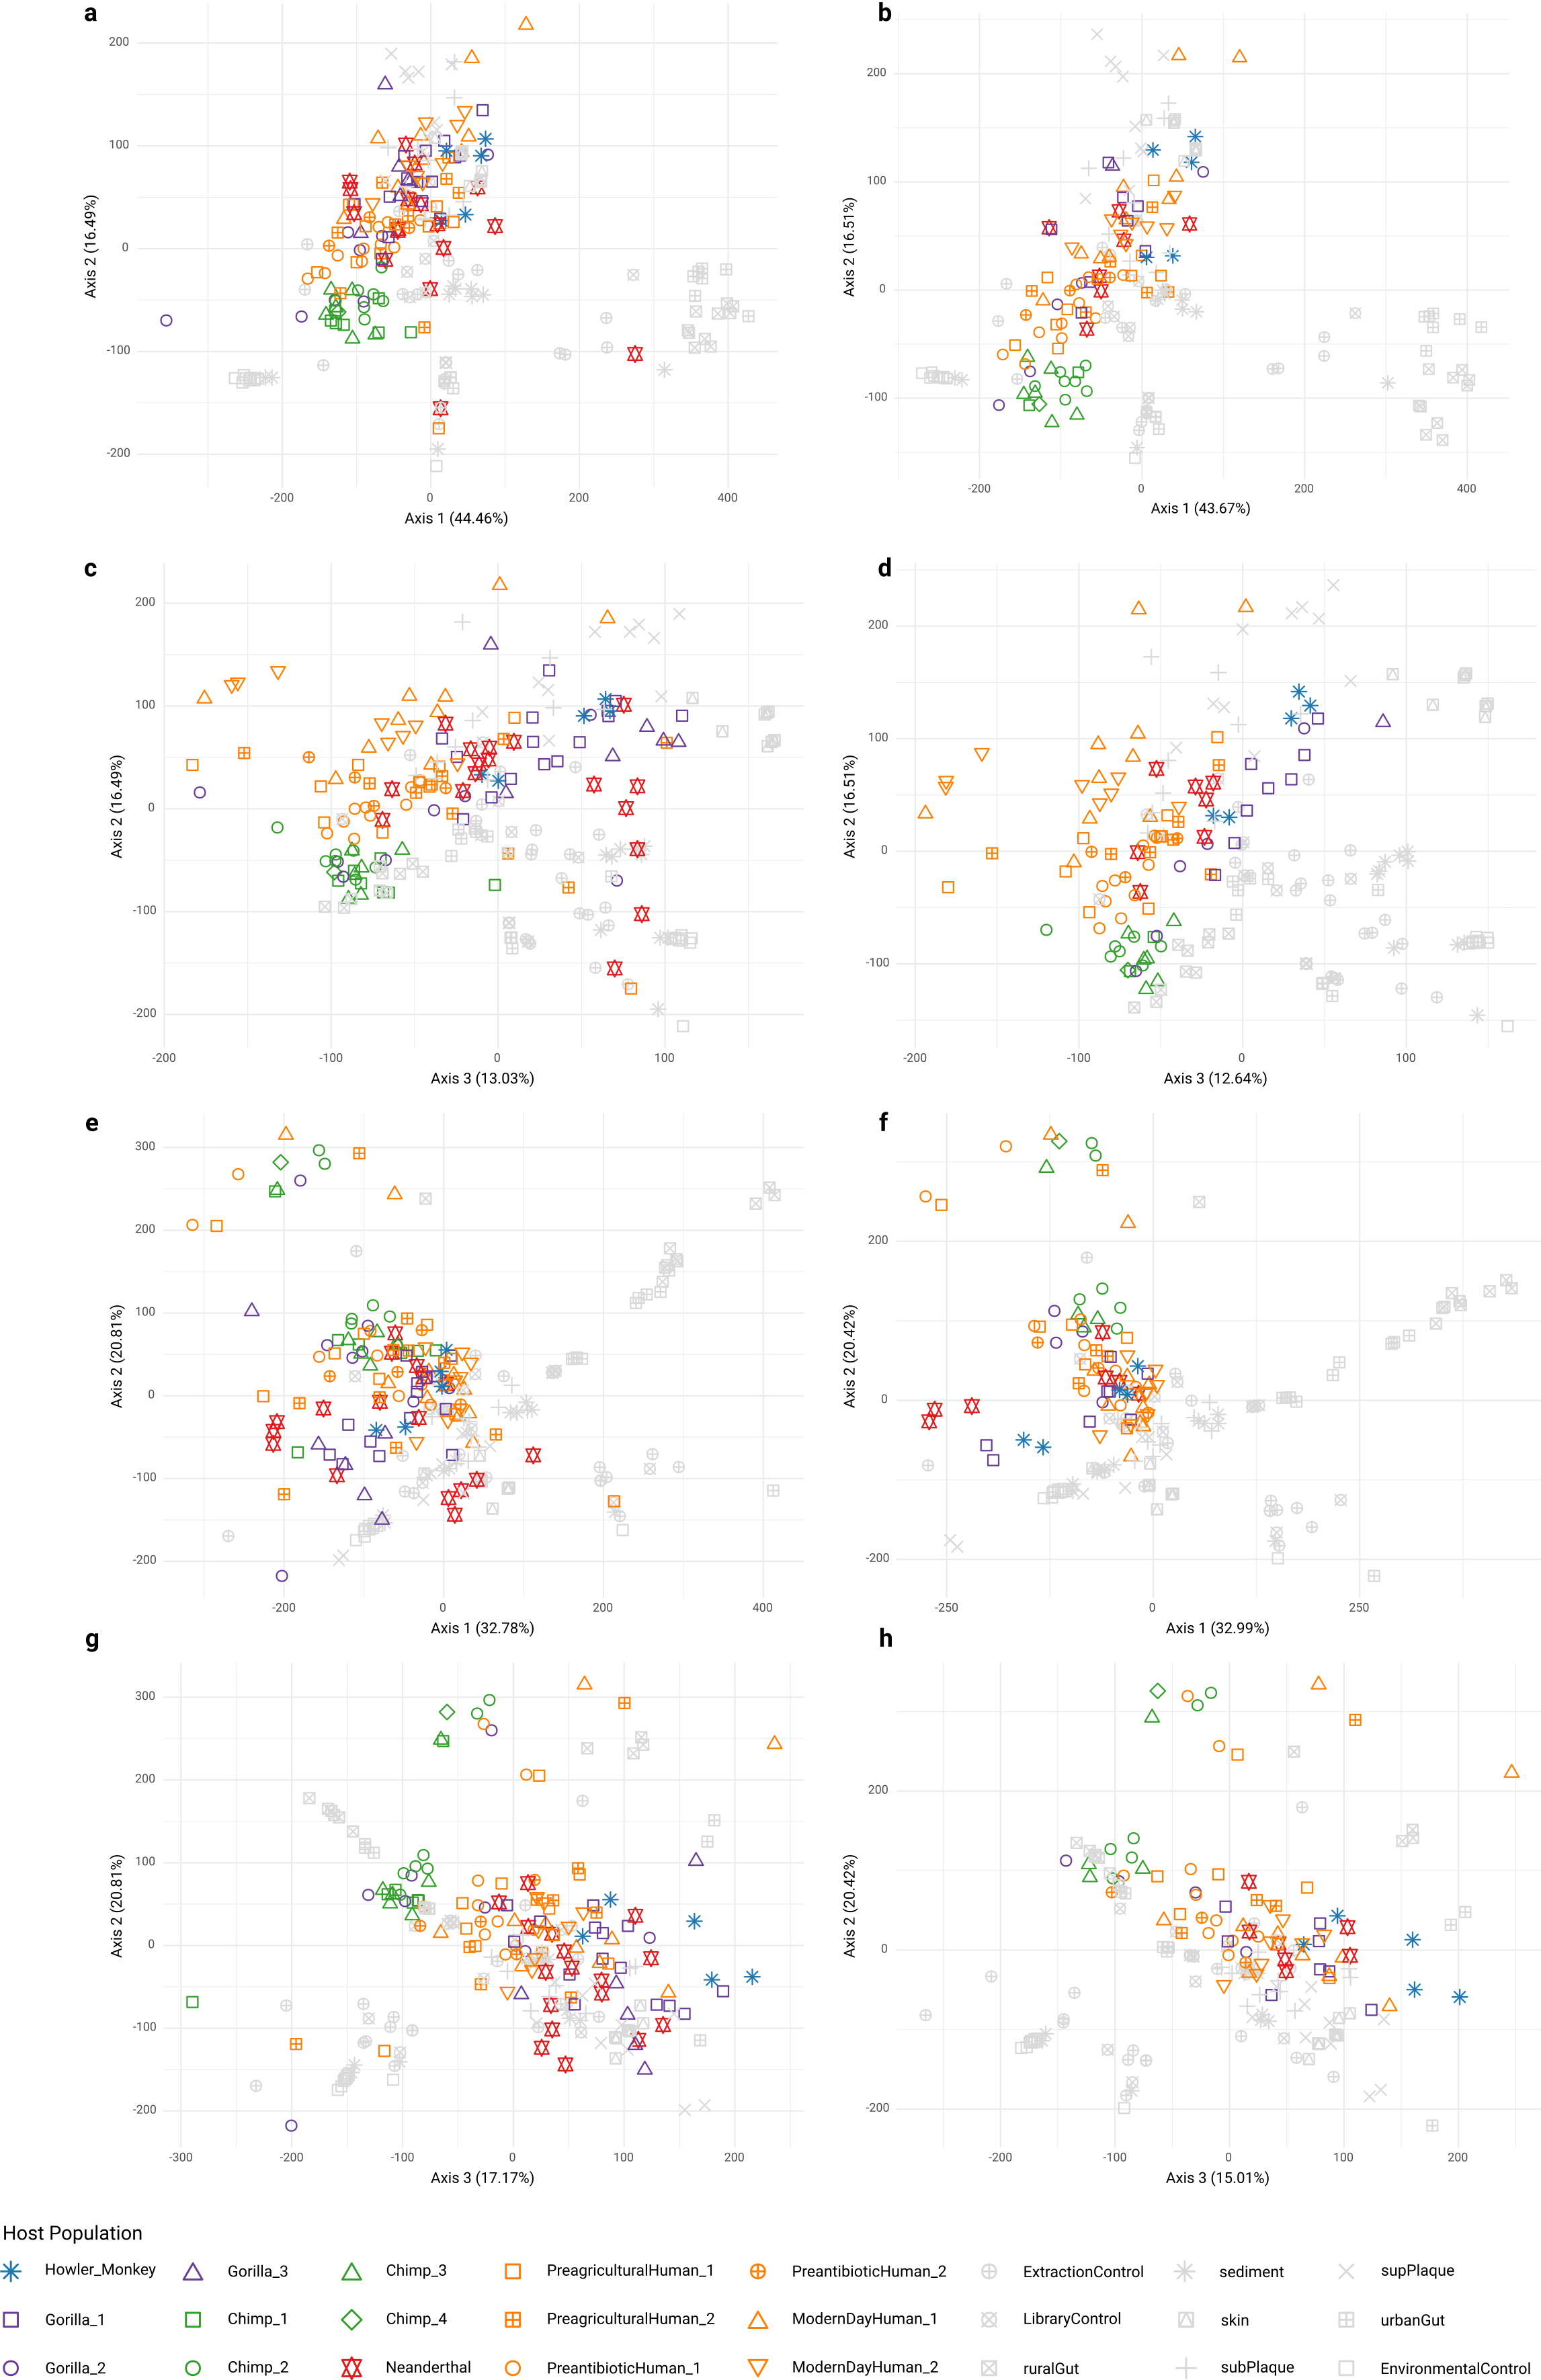 a
200
100
0
-100
-200
-200
0
200
400
Axis 2 (16.49%)
Axis 1 (44.46%)
b
200
100
0
-100
-200
0
200
400
Axis 2 (16.51%)
Axis 1 (43.67%)
c
200
100
0
-100
-200
-200
-100
0
100
Axis 2 (16.49%)
Axis 3 (13.03%)
d
200
100
0
-100
-200
-100
0
100
Axis 2 (16.51%)
Axis 3 (12.64%)
e
300
200
100
0
-100
-200
-200
0
200
400
Axis 2 (20.81%)
Axis 1 (32.78%)
f
200
0
-200
-250
0
250
Axis 2 (20.42%)
Axis 1 (32.99%)
g
300
200
100
0
-100
-200
-300
-200
-100
0
100
200
Axis 2 (20.81%)
Axis 3 (17.17%)
h
200
0
-200
-200
-100
0
100
200
Axis 2 (20.42%)
Axis 3 (15.01%)
Host Population
Howler_Monkey
Gorilla_3
Chimp_3
PreagriculturalHuman_1
PreantibioticHuman_2
ExtractionControl
sediment
supPlaque
Gorilla_1
Chimp_1
Chimp_4
PreagriculturalHuman_2
ModernDayHuman_1
LibraryControl
skin
urbanGut
Gorilla_2
Chimp_2
Neanderthal
PreantibioticHuman_1
ModernDayHuman_2
ruralGut
subPlaque
EnvironmentalControl